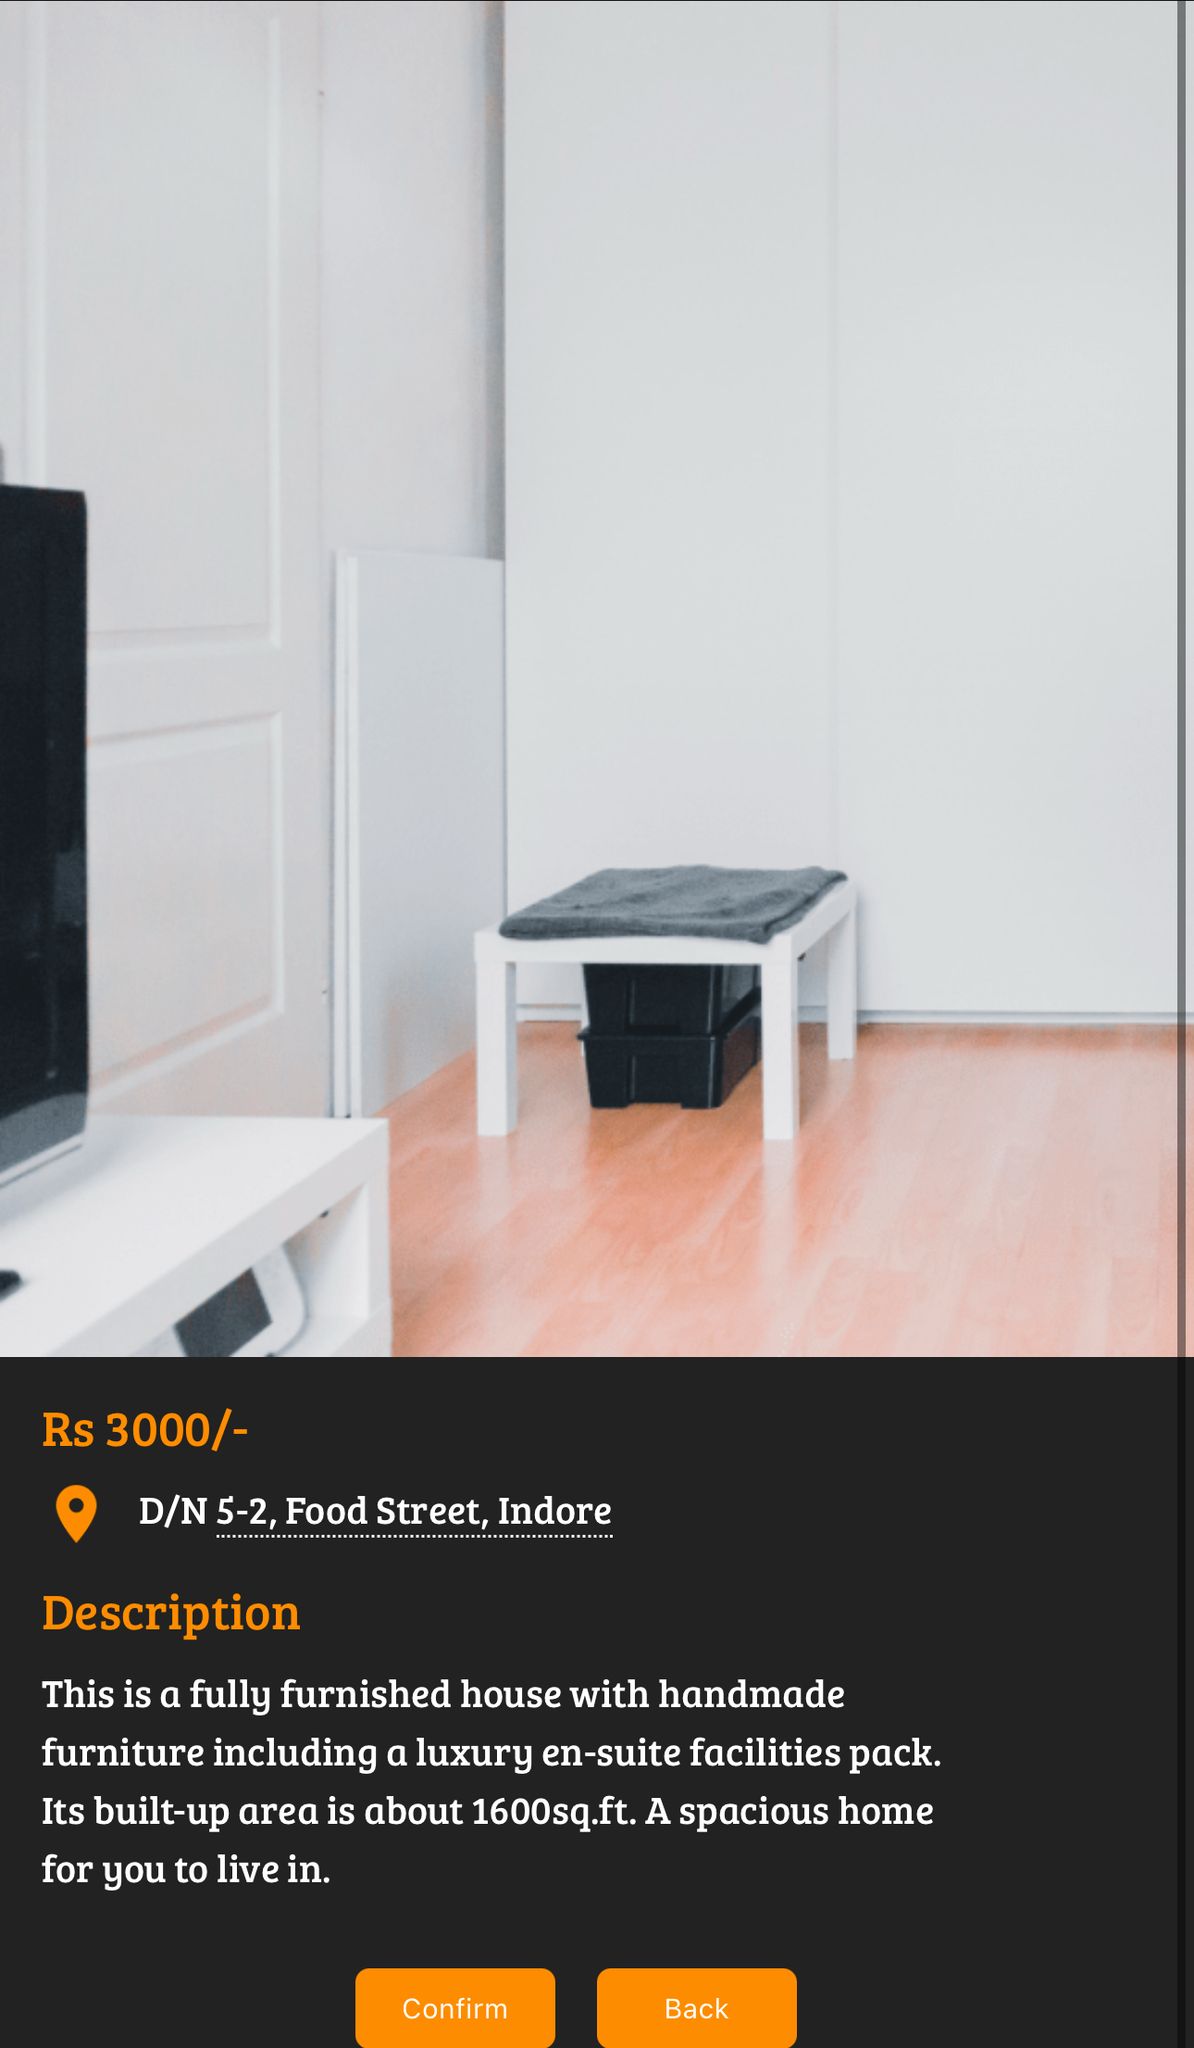 Rs 3000/-
D/N 5-2, Food Street, Indore
Description
This is a fully furnished house with handmade
furniture including a luxury en-suite facilities pack.
Its built-up area is about 1600sq.ft. A spacious home
for you to live in.
Confirm Back